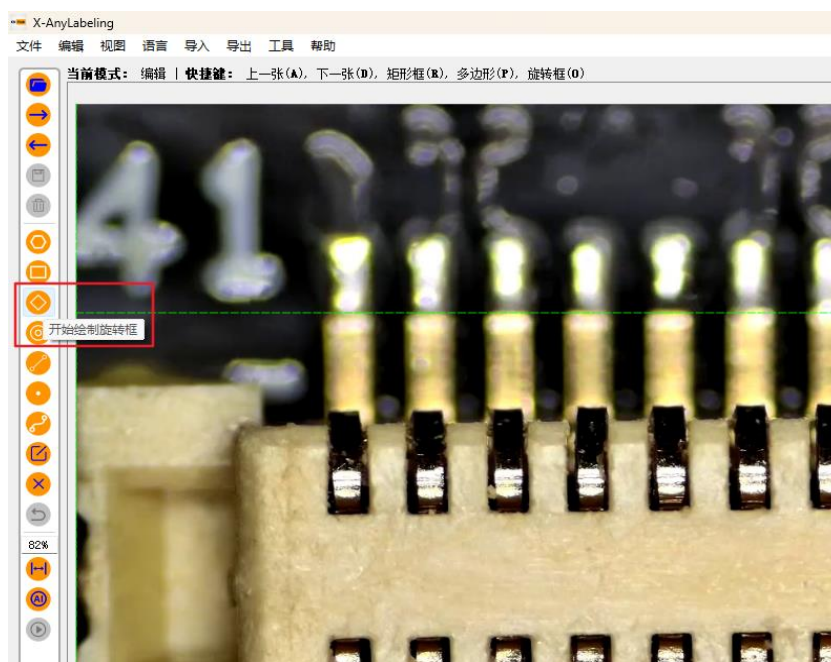 X-AnyLabeling
文件 编辑 视图 语言 导入 导出 工具 帮助
当前模式： 编辑 | 快捷键： 上一张(A)，下一张(D)，矩形框(R)，多边形(P)，旋转框(O)
41
开始绘制旋转框
82%
AI